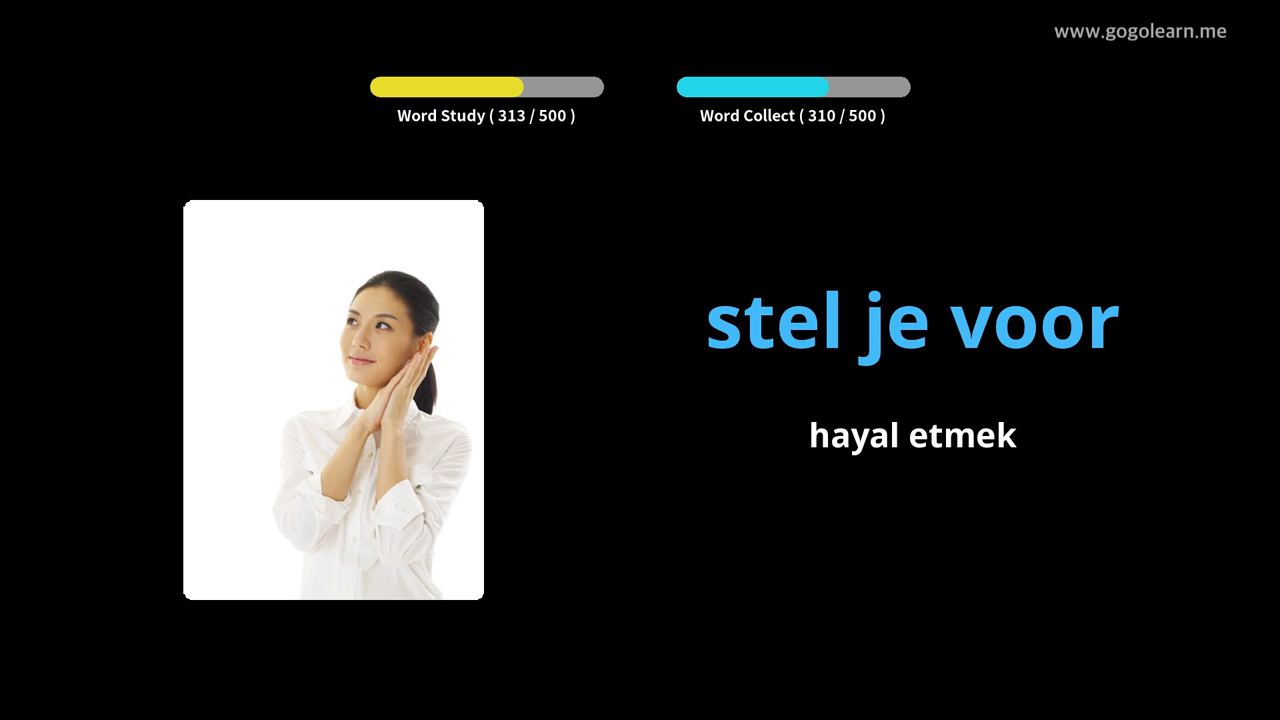 www.gogolearn.me
Word Study ( 313 / 500 )
Word Collect ( 310 / 500 )
stel je voor
hayal etmek